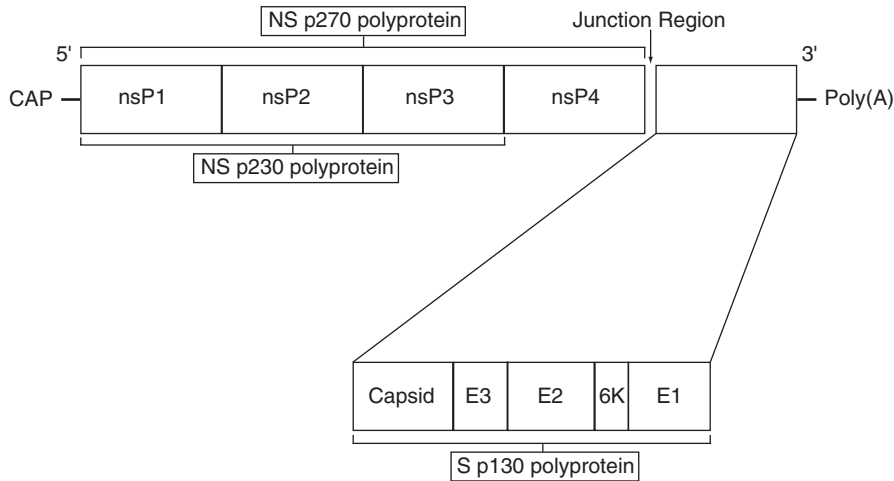 NS p270 polyprotein
Junction Region
5'
3'
CAP
nsP1
nsP2
nsP3
nsP4
Poly(A)
NS p230 polyprotein
Capsid
E3
E2
6K
E1
S p130 polyprotein